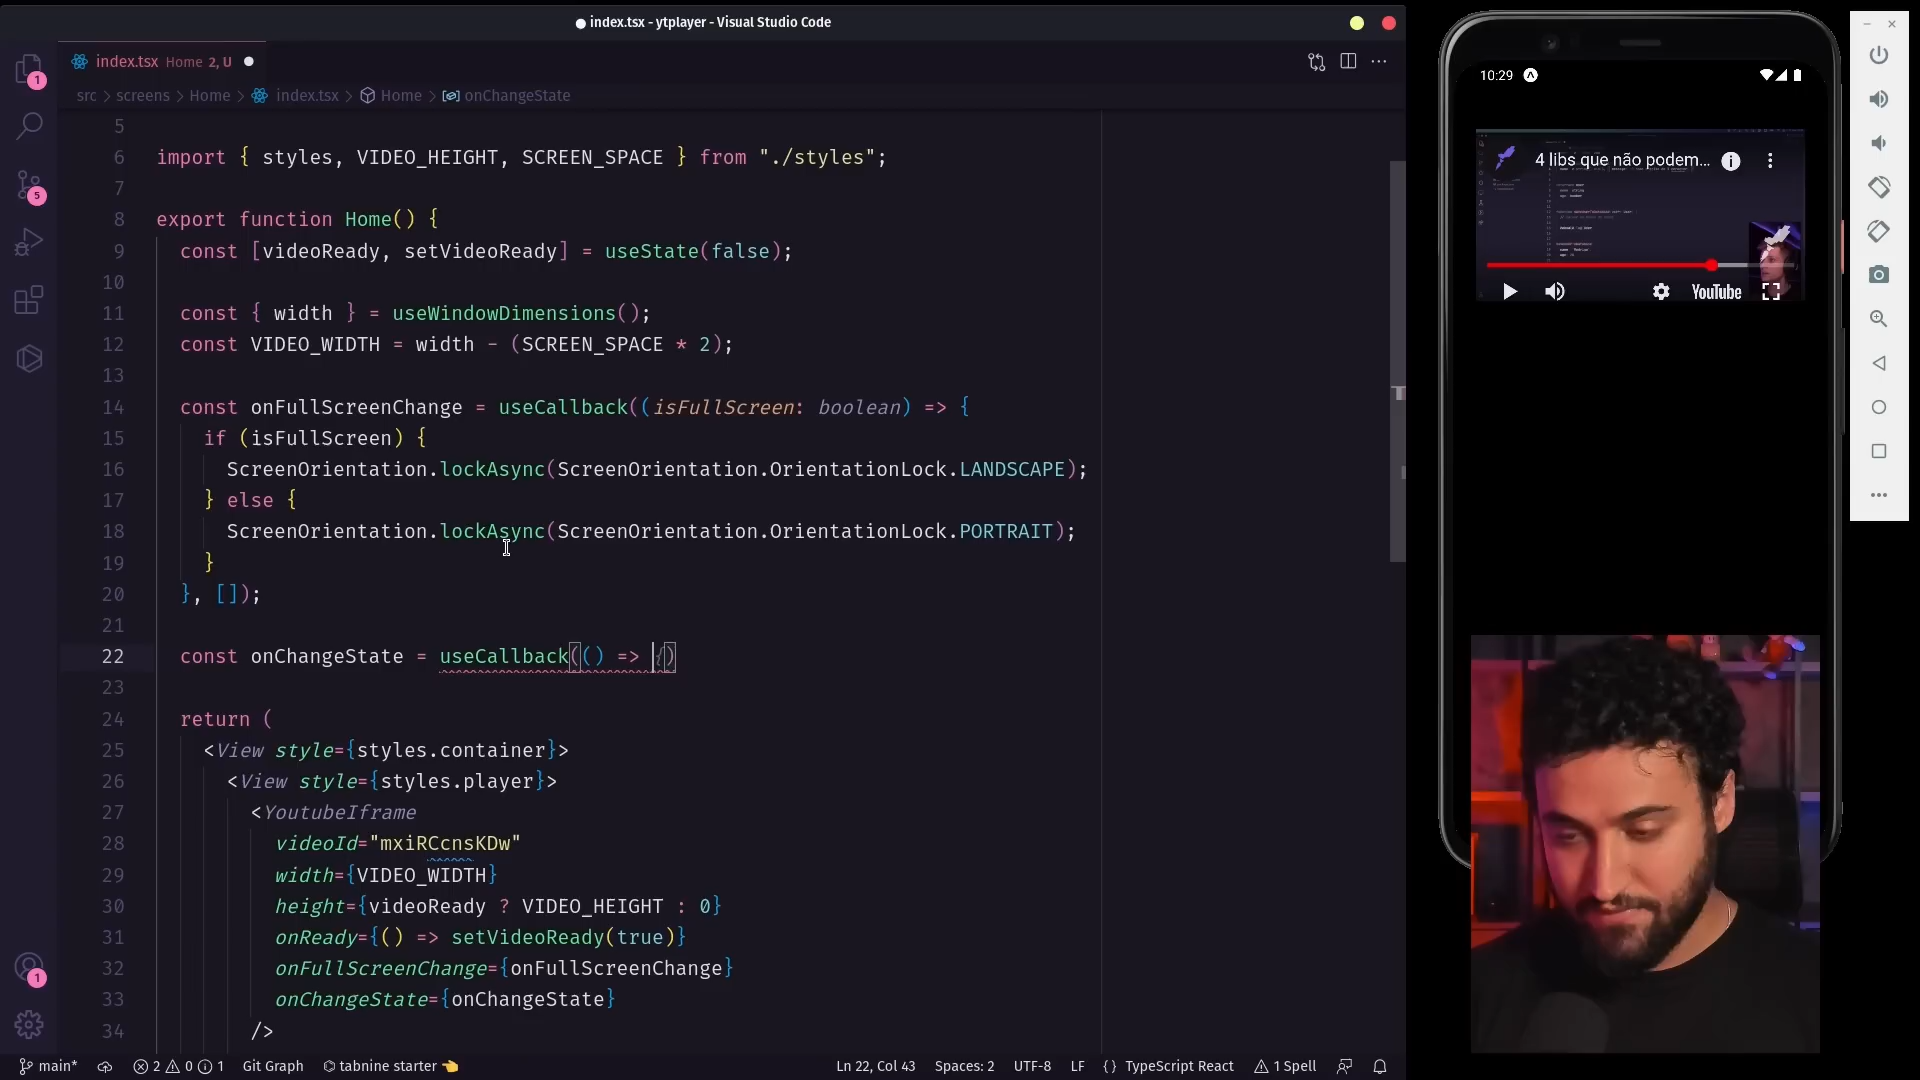 index.tsx - ytplayer - Visual Studio Code
index.tsx Home 2, U
src > screens > Home > index.tsx > Home > onChangeState
5
6 import { styles, VIDEO_HEIGHT, SCREEN_SPACE } from "./styles";
7
8 export function Home() {
9 const [videoReady, setVideoReady] = useState(false);
10
11 const { width } = useWindowDimensions();
12 const VIDEO_WIDTH = width - (SCREEN_SPACE * 2);
13
14 const onFullScreenChange = useCallback((isFullScreen: boolean) => {
15 if (isFullScreen) {
16 ScreenOrientation.lockAsync(ScreenOrientation.OrientationLock.LANDSCAPE);
17 } else {
18 ScreenOrientation.lockAsync(ScreenOrientation.OrientationLock.PORTRAIT);
19 }
20 }, []);
21
22 const onChangeState = useCallback(() => {)
23
24 return (
25 <View style={styles.container}>
26 <View style={styles.player}>
27 <YoutubeIframe
28 videoId="mxiRCcnsKDw"
29 width={VIDEO_WIDTH}
30 height={videoReady ? VIDEO_HEIGHT : 0}
31 onReady={() => setVideoReady(true)}
32 onFullScreenChange={onFullScreenChange}
33 onChangeState={onChangeState}
34 />
1
5
1
main* 2 0 1 Git Graph tabnine starter Ln 22, Col 43 Spaces: 2 UTF-8 LF {} TypeScript React 1 Spell
10:29
4 libs que não podem...
YouTube